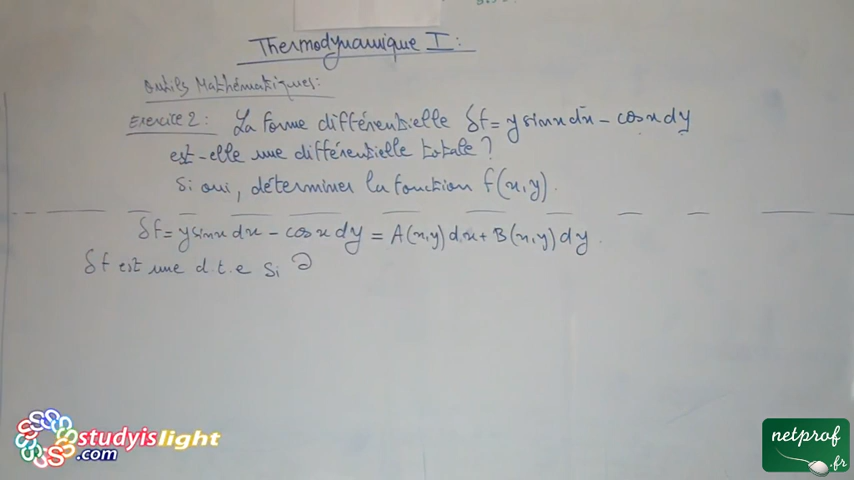 Thermodynamique I:
Outils Mathématiques:
Exercice 2: La forme différentielle δf = y sinx dx - cosx dy
est-elle une différentielle totale?
Si oui, déterminer la fonction f(x,y).
δf = y sinx dx - cosx dy = A(x,y) dx + B(x,y) dy.
δf est une d.t.e si ∂
studyislight
.com
netprof
.fr